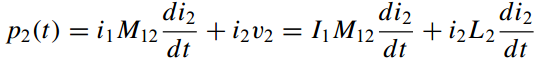 p₂(t) = i₁M₁₂ di₂/dt + i₂v₂ = I₁M₁₂ di₂/dt + i₂L₂ di₂/dt